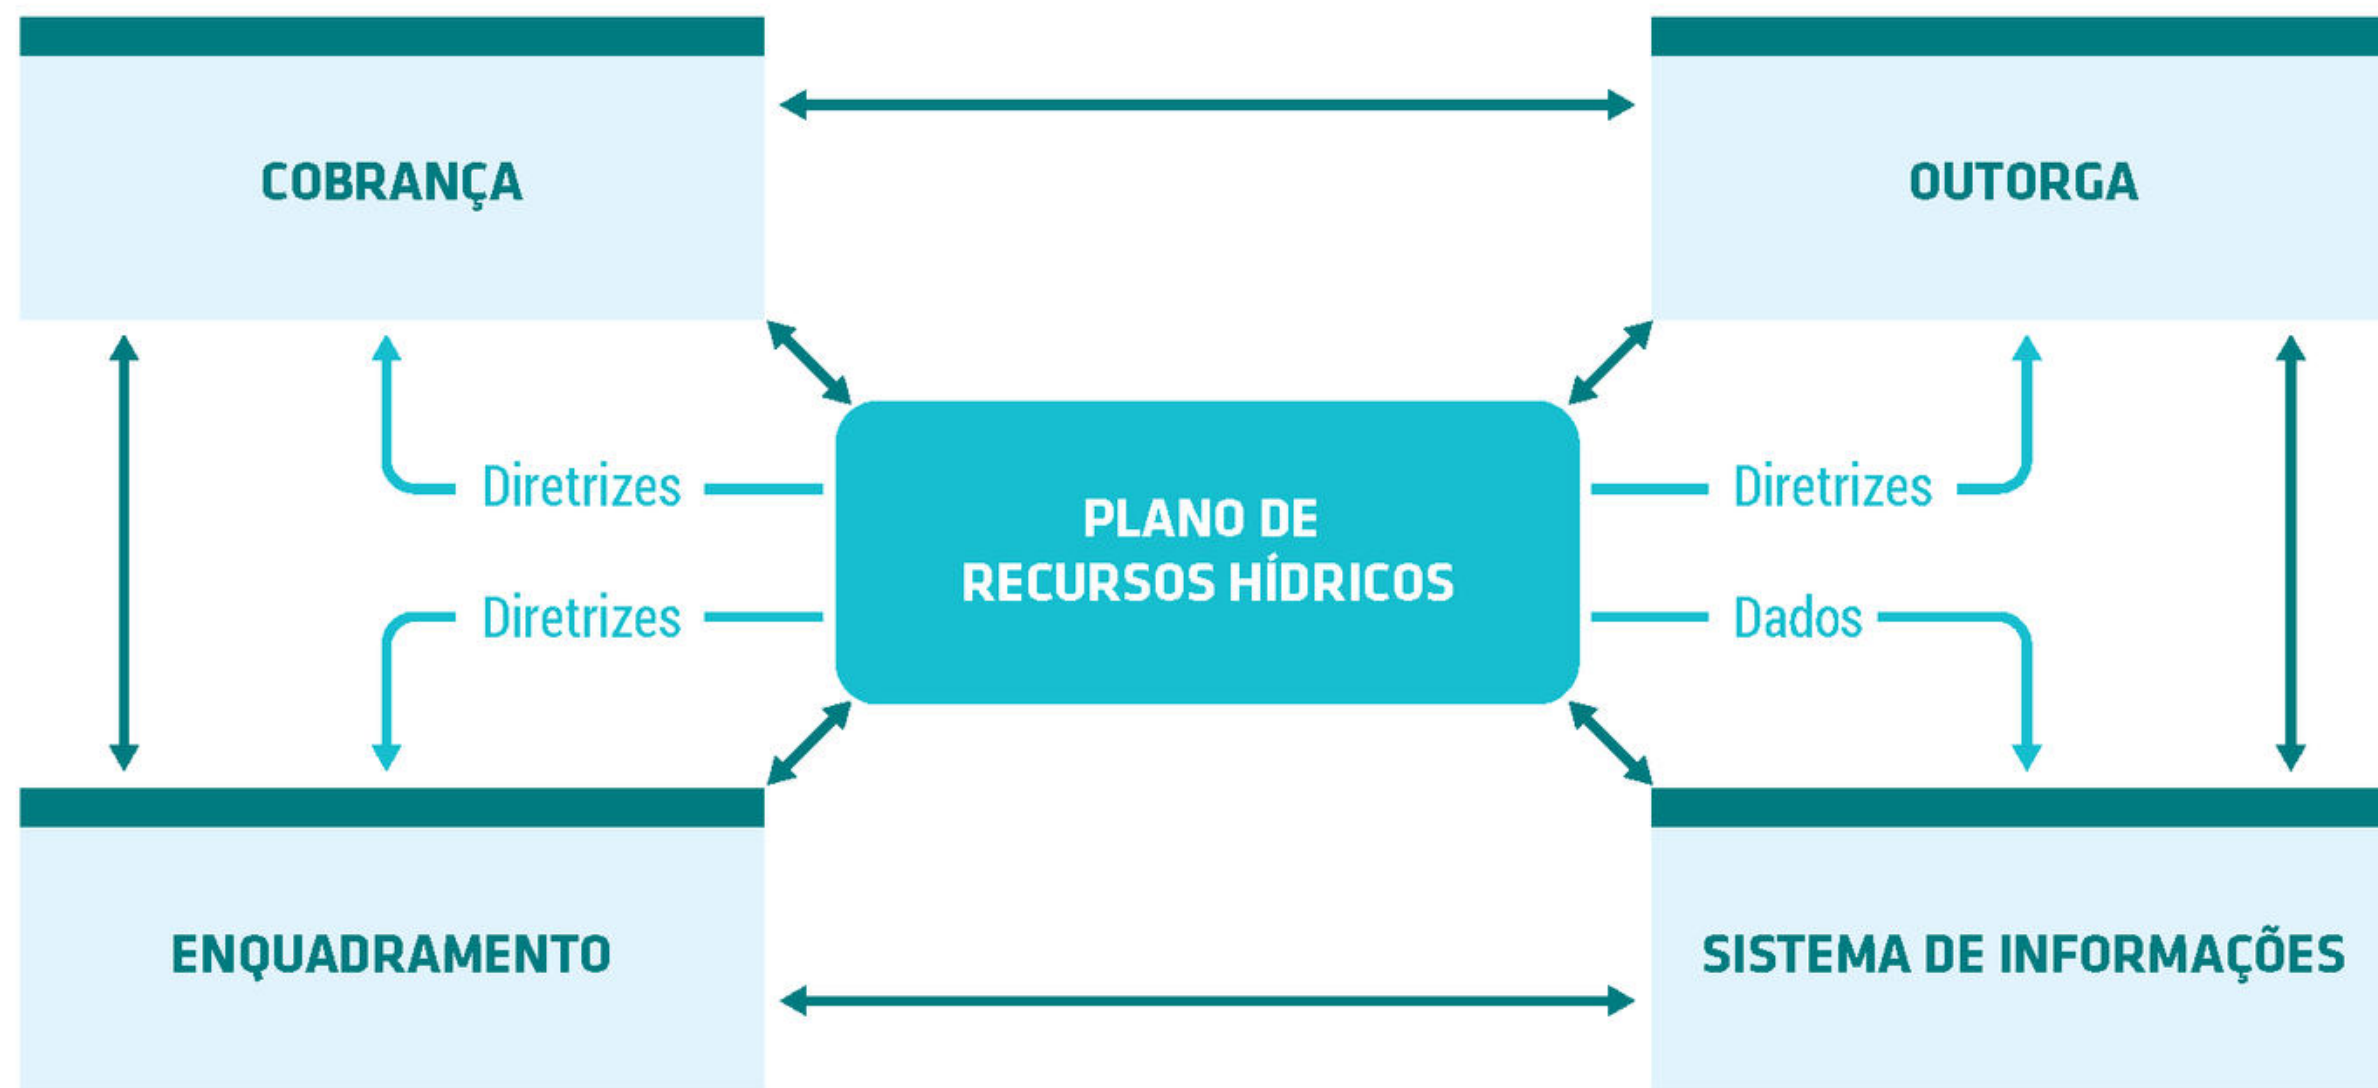 COBRANÇA
OUTORGA
Diretrizes
Diretrizes
PLANO DE
RECURSOS HÍDRICOS
Diretrizes
Dados
ENQUADRAMENTO
SISTEMA DE INFORMAÇÕES